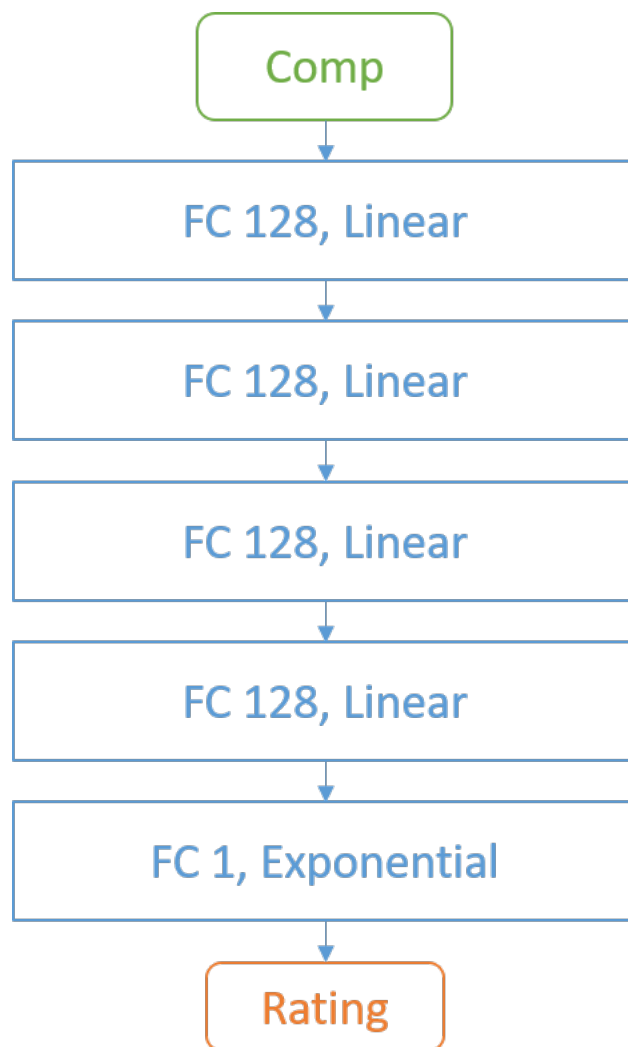 Comp
FC 128, Linear
FC 128, Linear
FC 128, Linear
FC 128, Linear
FC 1, Exponential
Rating